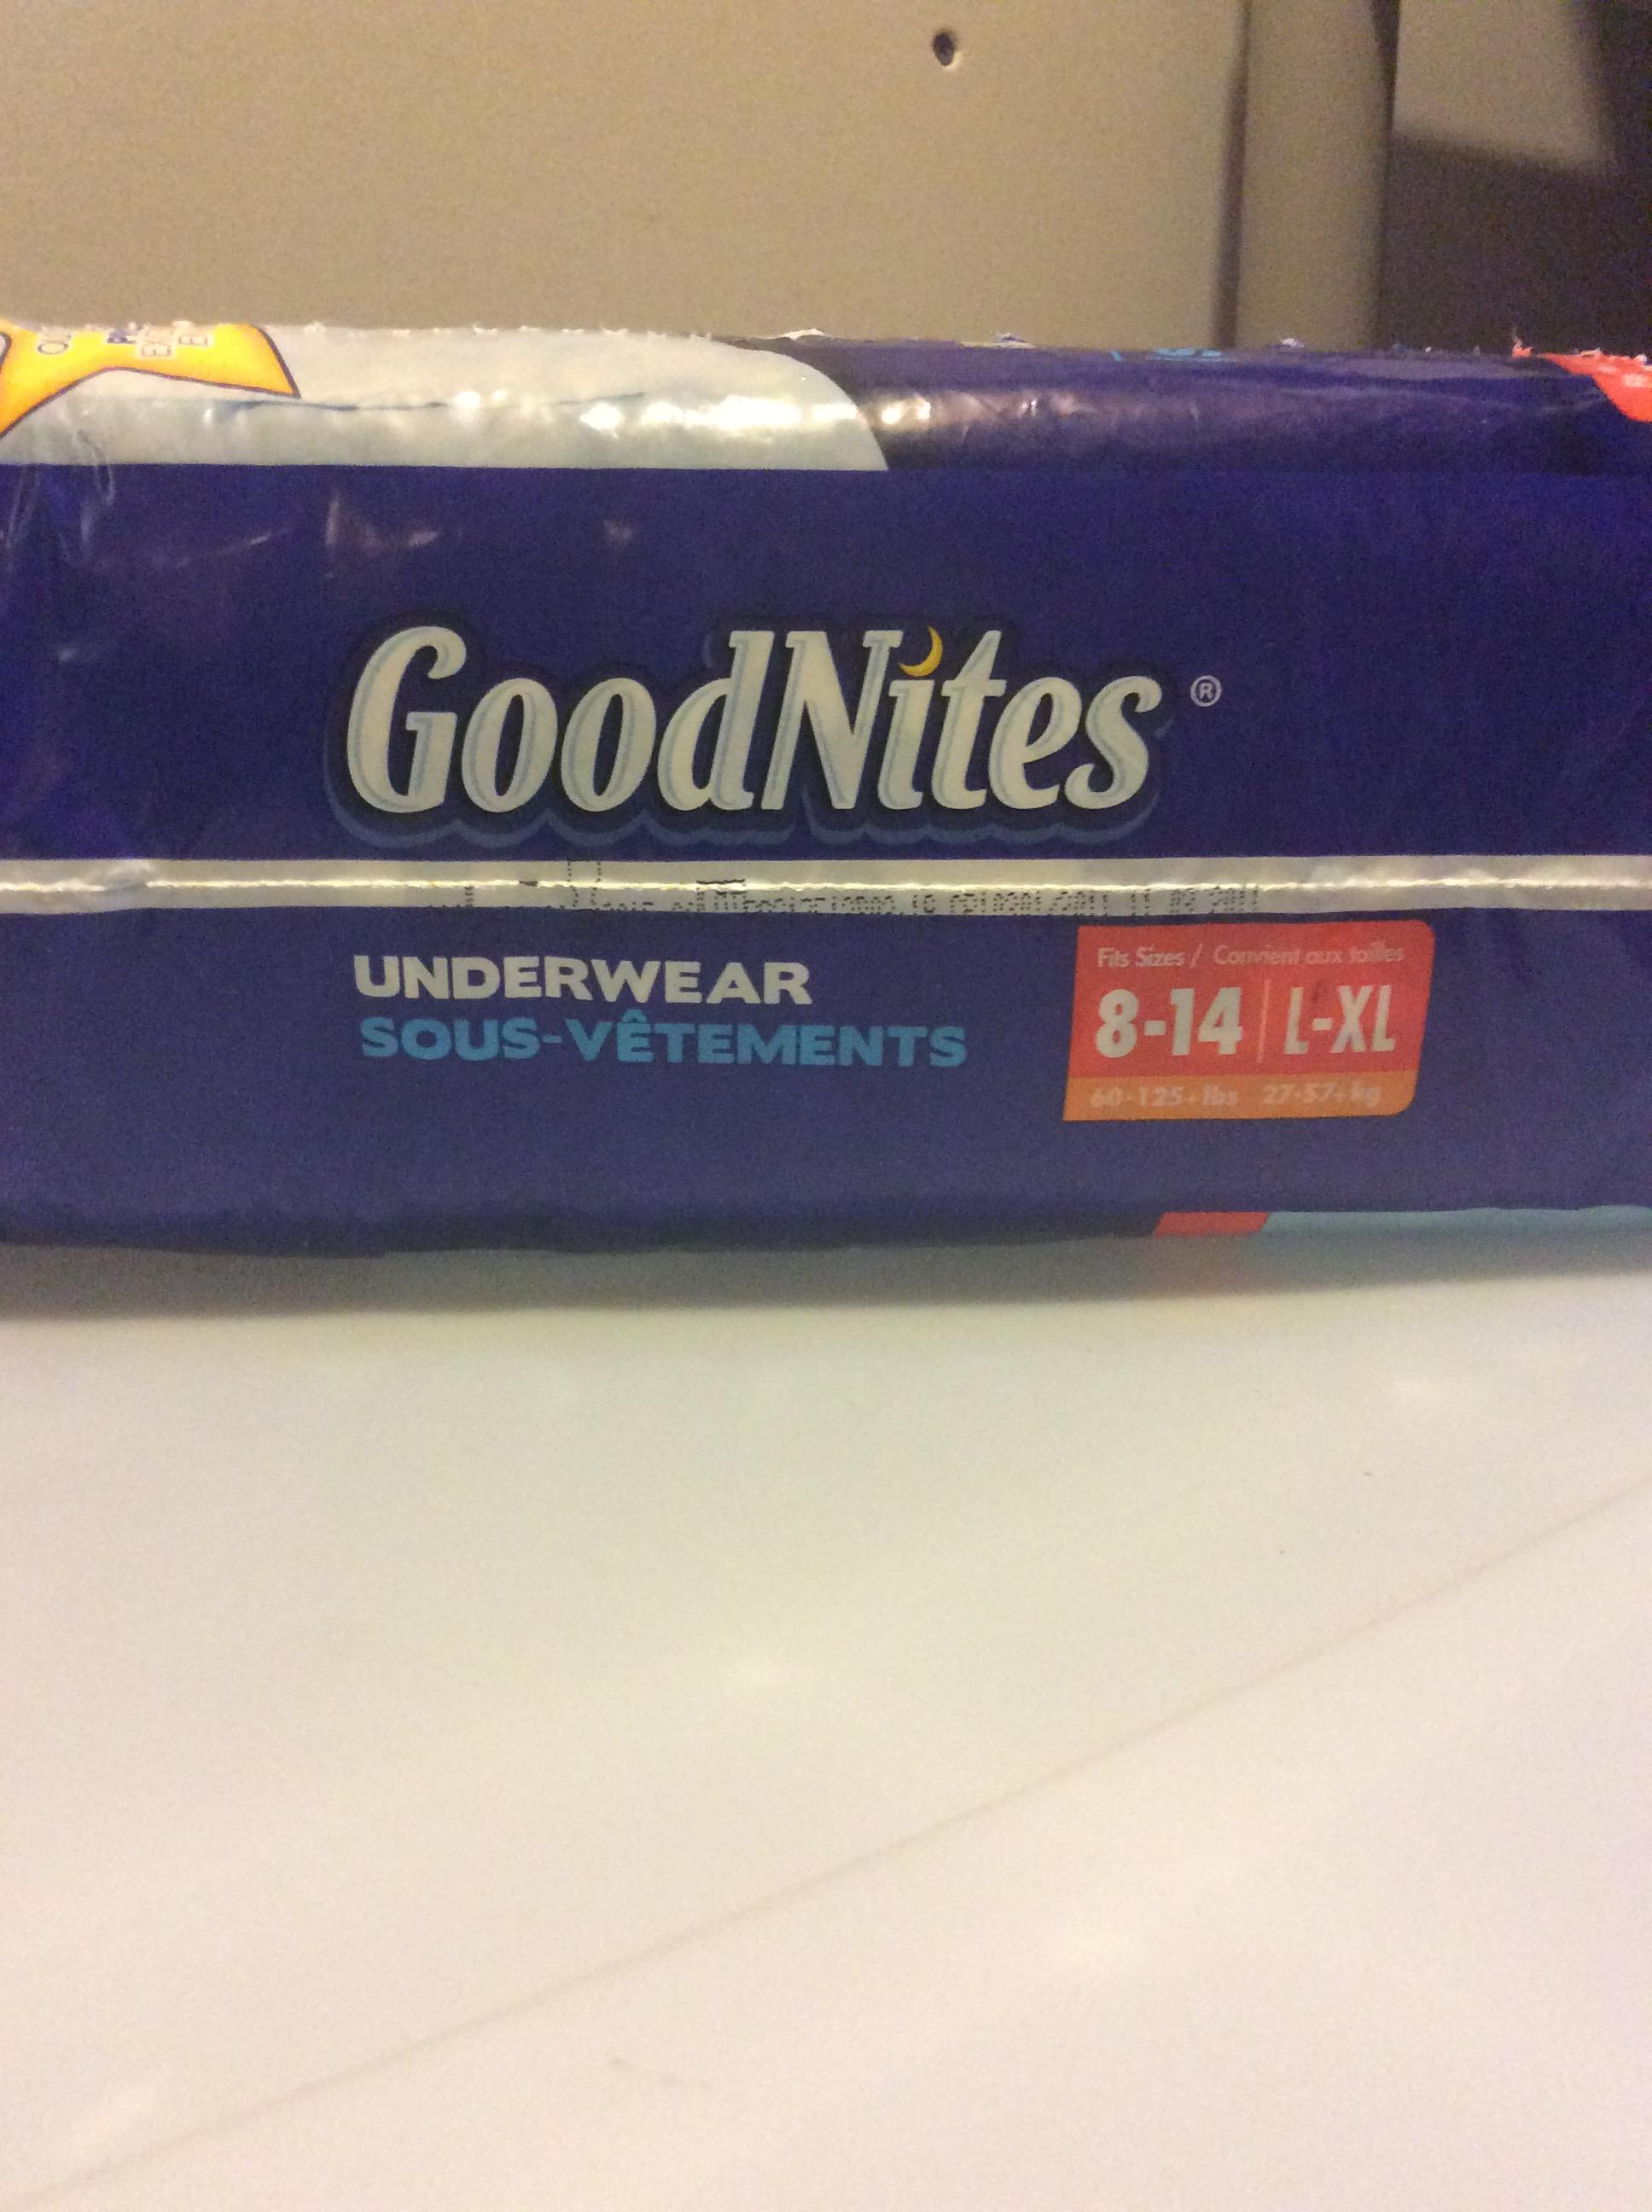 GoodNites®
UNDERWEAR
SOUS-VÊTEMENTS
Fits Sizes / Convient aux tailles
8-14 | L-XL
60-125+ lbs 27-57+ kg